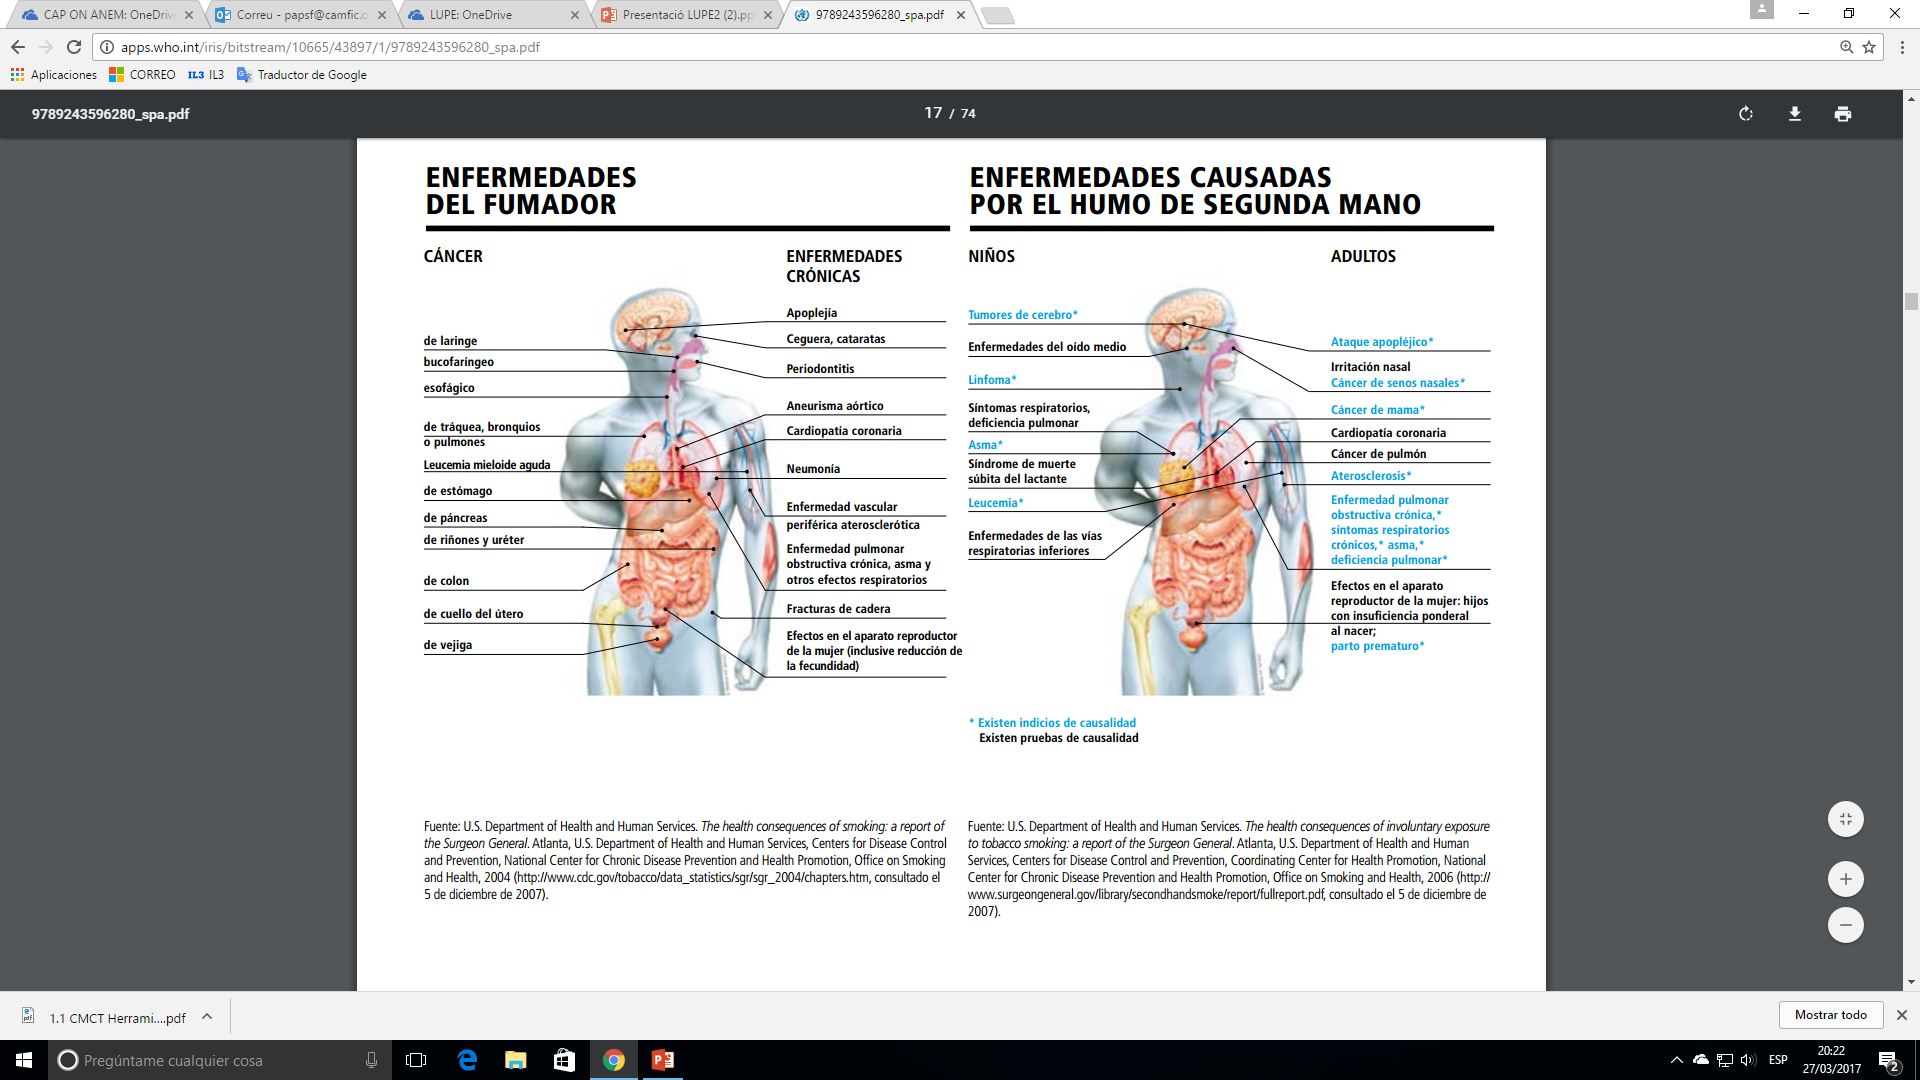 CAP ON ANEM: OneDriv
Correu - papsf@camfic.o
LUPE: OneDrive
Presentació LUPE2 (2).pp
9789243596280_spa.pdf
apps.who.int/iris/bitstream/10665/43897/1/9789243596280_spa.pdf
Aplicaciones
CORREO
IL3 IL3
Traductor de Google
9789243596280_spa.pdf
17 / 74
ENFERMEDADES
DEL FUMADOR
CÁNCER
de laringe
bucofaríngeo
esofágico
de tráquea, bronquios
o pulmones
Leucemia mieloide aguda
de estómago
de páncreas
de riñones y uréter
de colon
de cuello del útero
de vejiga
ENFERMEDADES
CRÓNICAS
Apoplejía
Ceguera, cataratas
Periodontitis
Aneurisma aórtico
Cardiopatía coronaria
Neumonía
Enfermedad vascular
periférica aterosclerótica
Enfermedad pulmonar
obstructiva crónica, asma y
otros efectos respiratorios
Fracturas de cadera
Efectos en el aparato reproductor
de la mujer (inclusive reducción de
la fecundidad)
Fuente: U.S. Department of Health and Human Services. The health consequences of smoking: a report of
the Surgeon General. Atlanta, U.S. Department of Health and Human Services, Centers for Disease Control
and Prevention, National Center for Chronic Disease Prevention and Health Promotion, Office on Smoking
and Health, 2004 (http://www.cdc.gov/tobacco/data_statistics/sgr/sgr_2004/chapters.htm, consultado el
5 de diciembre de 2007).
ENFERMEDADES CAUSADAS
POR EL HUMO DE SEGUNDA MANO
NIÑOS
Tumores de cerebro*
Enfermedades del oído medio
Linfoma*
Síntomas respiratorios,
deficiencia pulmonar
Asma*
Síndrome de muerte
súbita del lactante
Leucemia*
Enfermedades de las vías
respiratorias inferiores
ADULTOS
Ataque apopléjico*
Irritación nasal
Cáncer de senos nasales*
Cáncer de mama*
Cardiopatía coronaria
Cáncer de pulmón
Aterosclerosis*
Enfermedad pulmonar
obstructiva crónica,*
síntomas respiratorios
crónicos,* asma,*
deficiencia pulmonar*
Efectos en el aparato
reproductor de la mujer: hijos
con insuficiencia ponderal
al nacer;
parto prematuro*
* Existen indicios de causalidad
Existen pruebas de causalidad
Fuente: U.S. Department of Health and Human Services. The health consequences of involuntary exposure
to tobacco smoking: a report of the Surgeon General. Atlanta, U.S. Department of Health and Human
Services, Centers for Disease Control and Prevention, Coordinating Center for Health Promotion, National
Center for Chronic Disease Prevention and Health Promotion, Office on Smoking and Health, 2006 (http://
www.surgeongeneral.gov/library/secondhandsmoke/report/fullreport.pdf, consultado el 5 de diciembre de
2007).
1.1 CMCT Herrami....pdf
Mostrar todo
Pregúntame cualquier cosa
ESP
20:22
27/03/2017
2